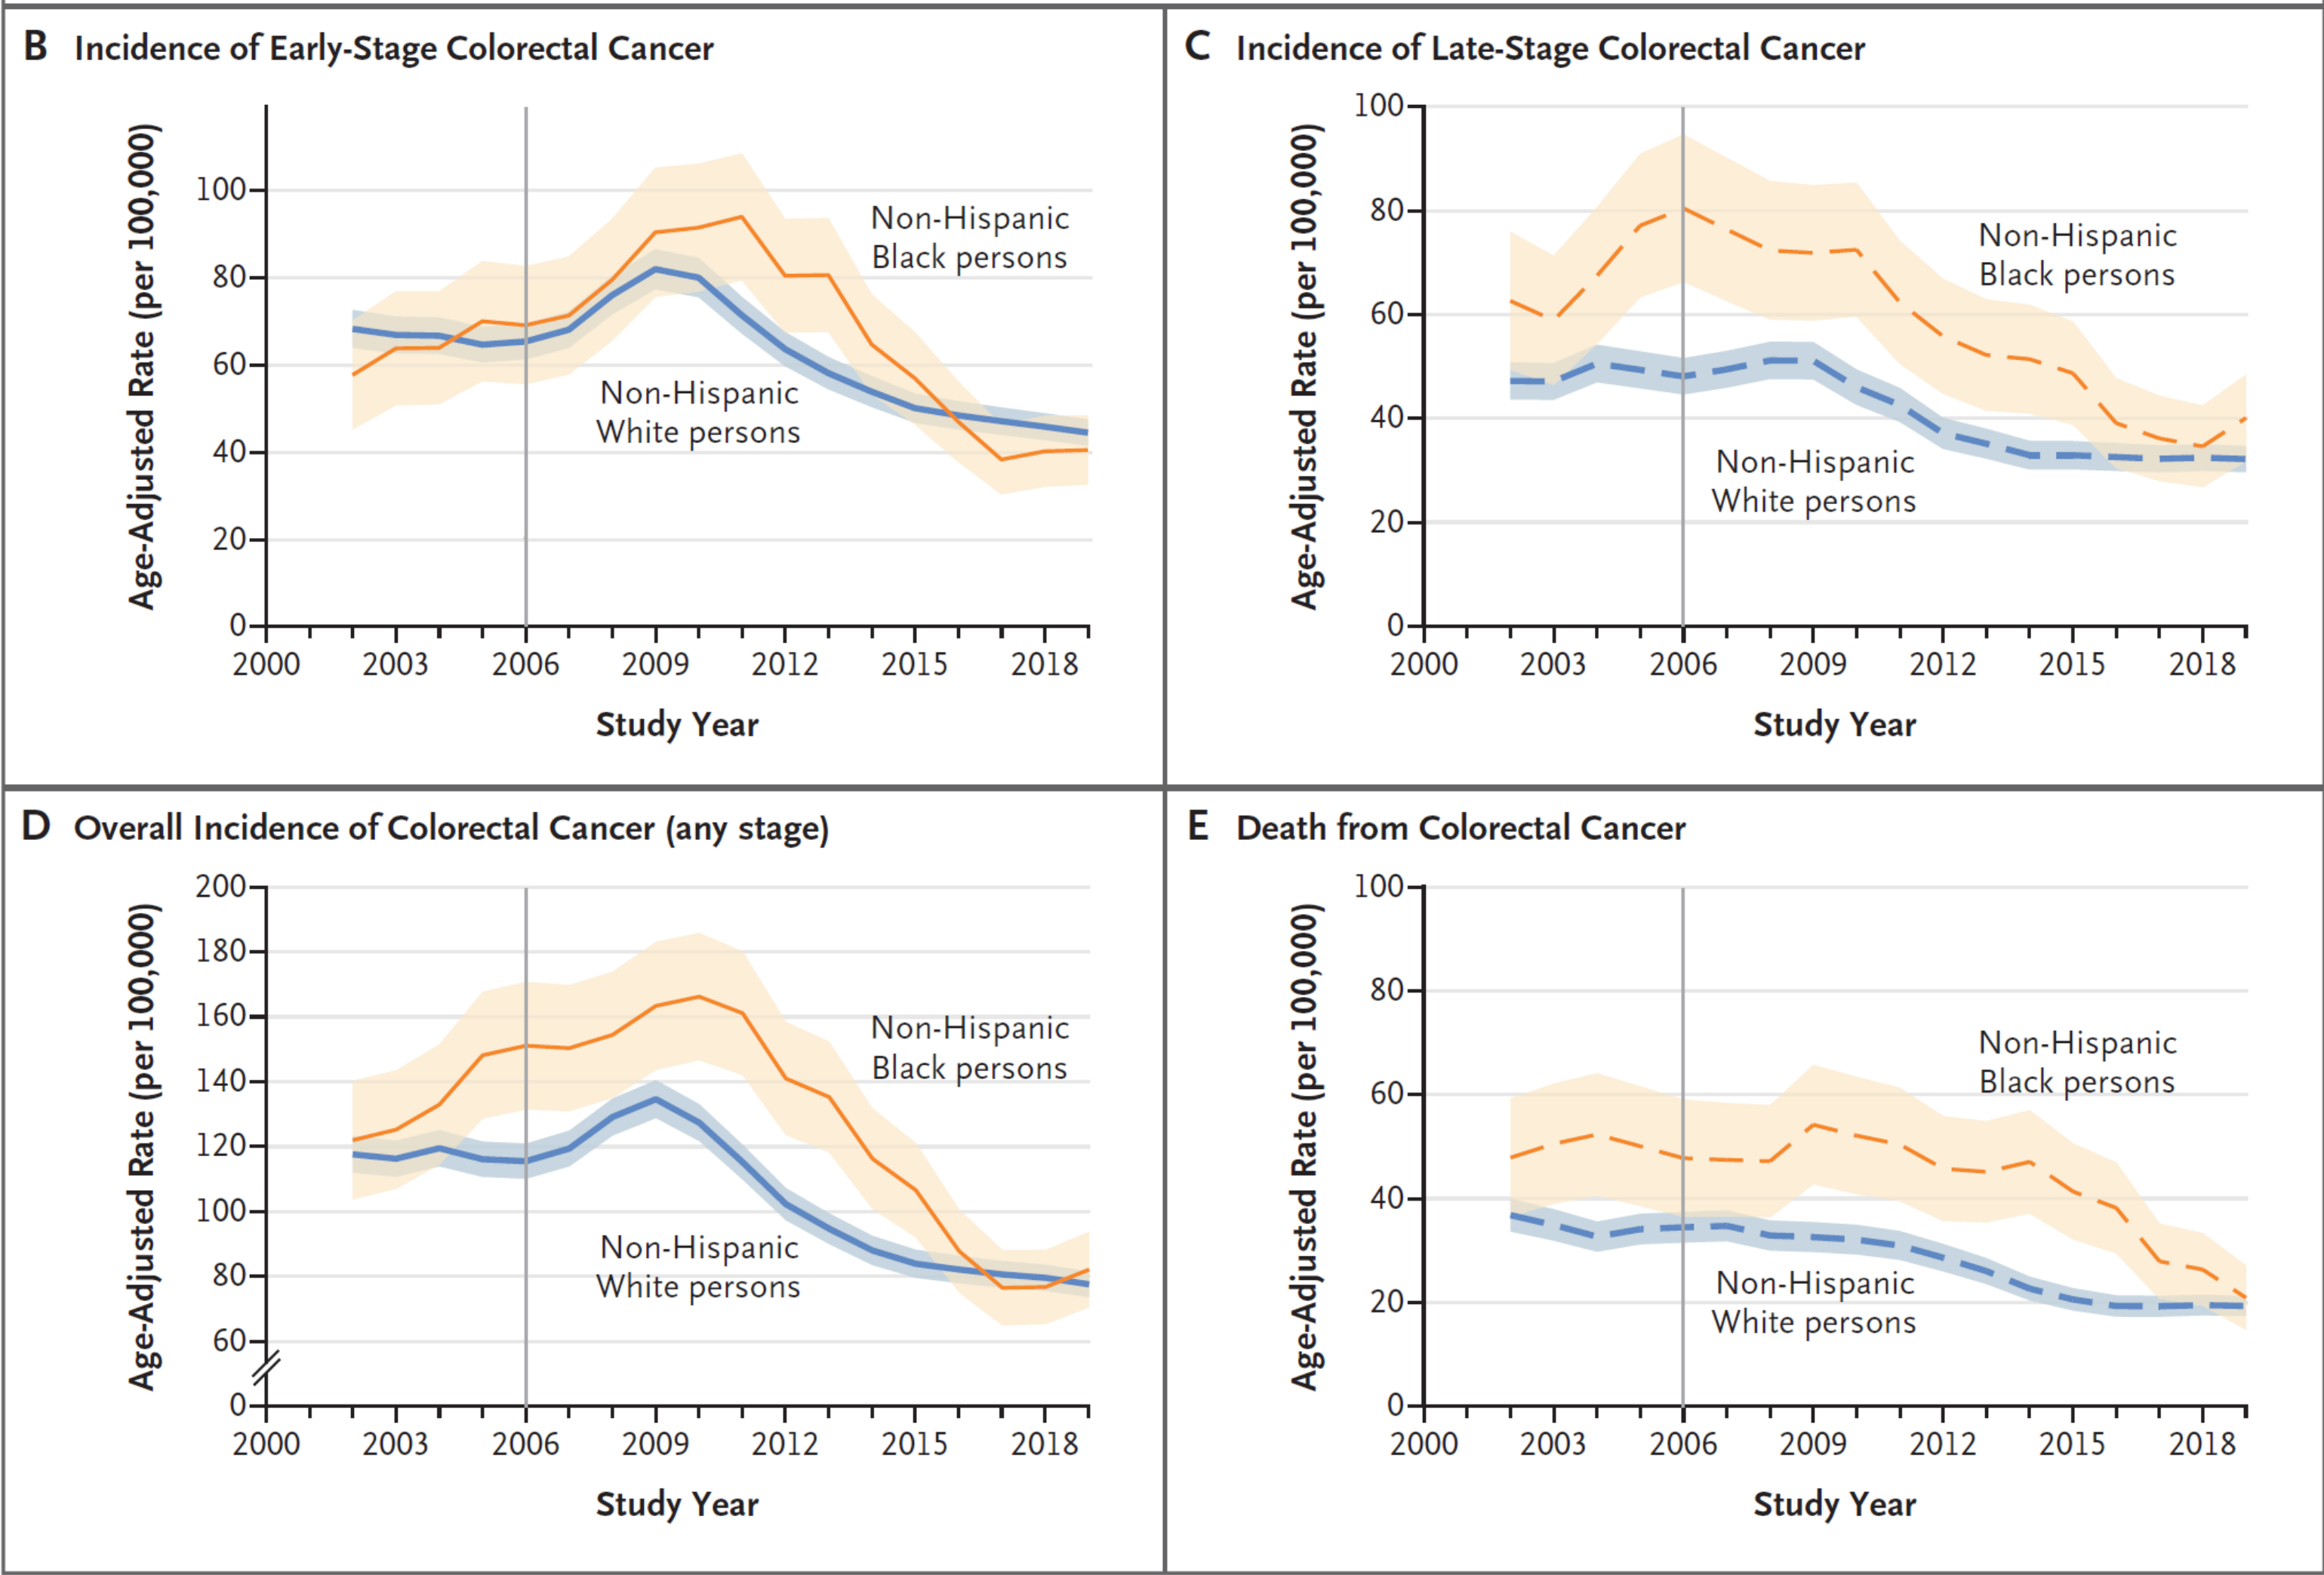 B Incidence of Early-Stage Colorectal Cancer
Age-Adjusted Rate (per 100,000)
100
80
60
40
20
0
Non-Hispanic
Black persons
Non-Hispanic
White persons
2000 2003 2006 2009 2012 2015 2018
Study Year
C Incidence of Late-Stage Colorectal Cancer
Age-Adjusted Rate (per 100,000)
100
80
60
40
20
0
Non-Hispanic
Black persons
Non-Hispanic
White persons
2000 2003 2006 2009 2012 2015 2018
Study Year
D Overall Incidence of Colorectal Cancer (any stage)
Age-Adjusted Rate (per 100,000)
200
180
160
140
120
100
80
60
0
Non-Hispanic
Black persons
Non-Hispanic
White persons
2000 2003 2006 2009 2012 2015 2018
Study Year
E Death from Colorectal Cancer
Age-Adjusted Rate (per 100,000)
100
80
60
40
20
0
Non-Hispanic
Black persons
Non-Hispanic
White persons
2000 2003 2006 2009 2012 2015 2018
Study Year